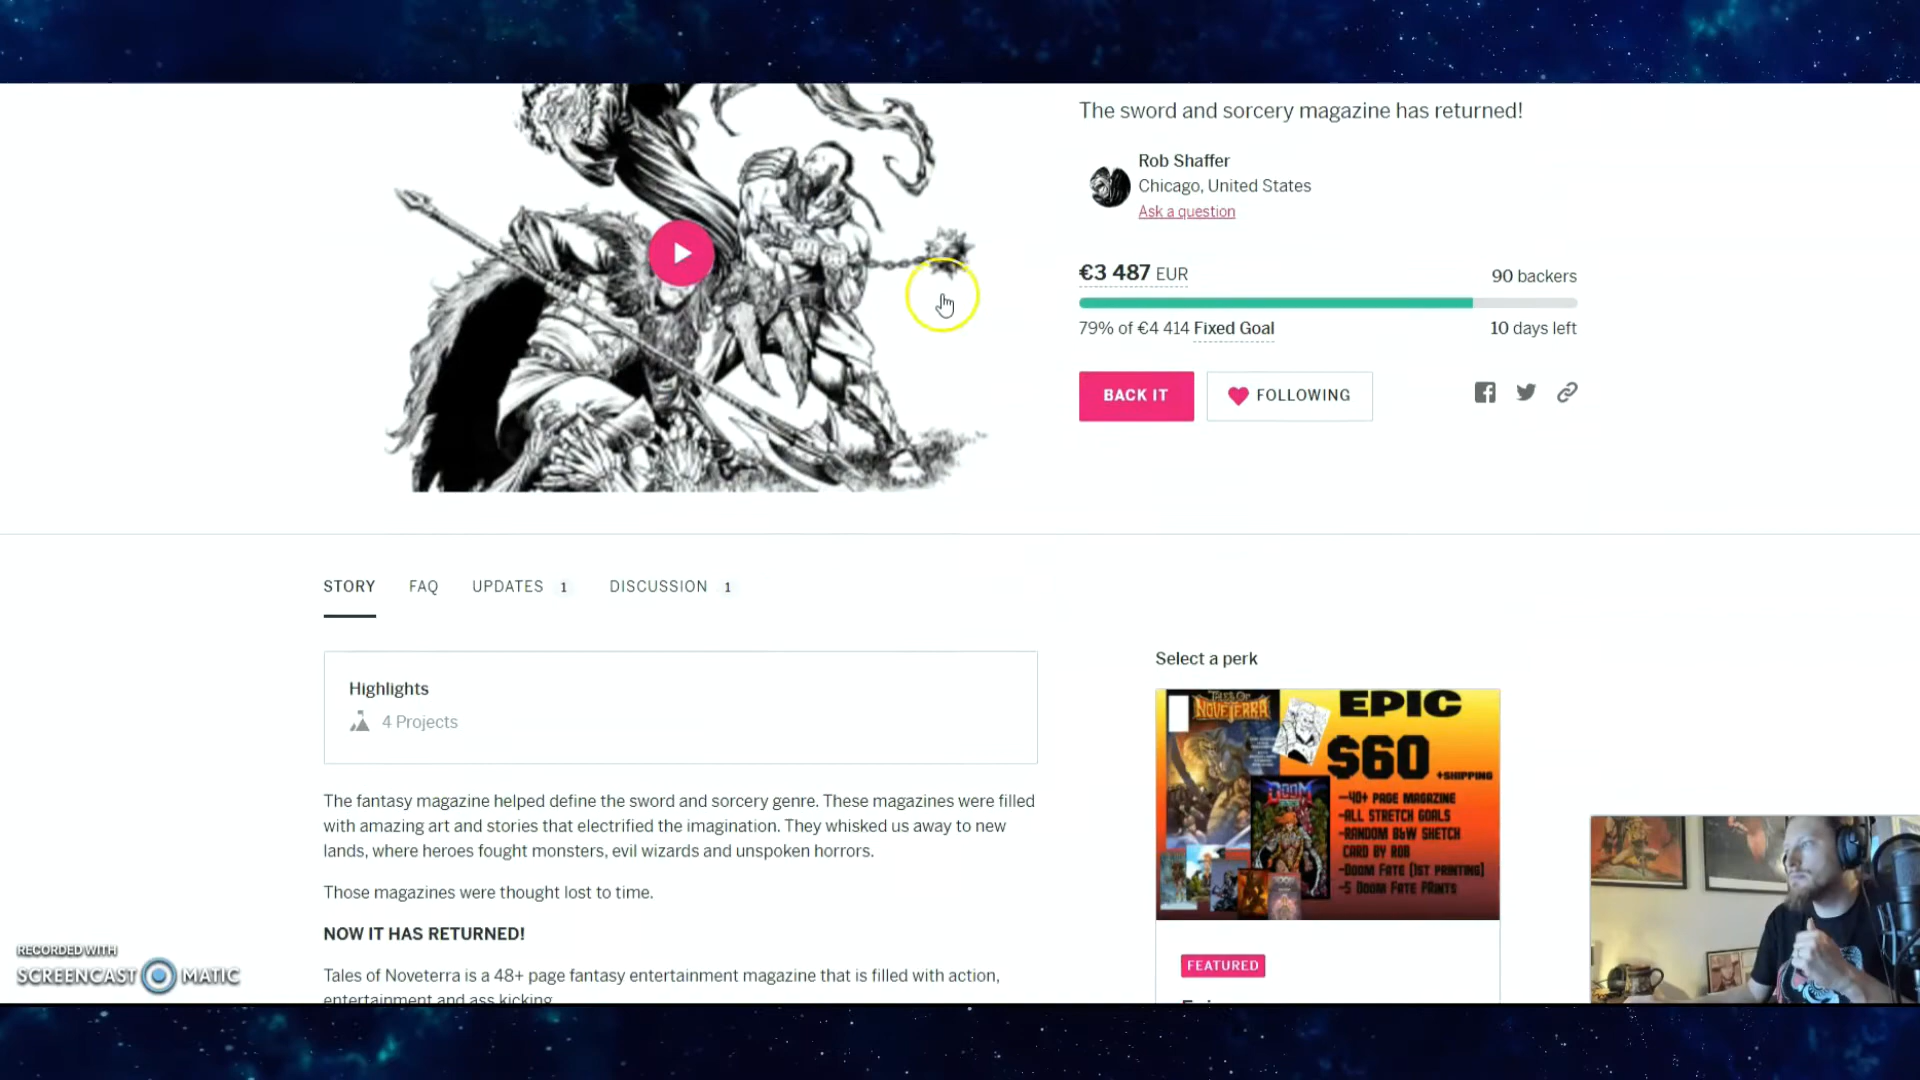 The sword and sorcery magazine has returned!
Rob Shaffer
Chicago, United States
Ask a question
€3 487 EUR
90 backers
79% of €4 414 Fixed Goal
10 days left
BACK IT
FOLLOWING
STORY
FAQ
UPDATES 1
DISCUSSION 1
Highlights
4 Projects
The fantasy magazine helped define the sword and sorcery genre. These magazines were filled
with amazing art and stories that electrified the imagination. They whisked us away to new
lands, where heroes fought monsters, evil wizards and unspoken horrors.
Those magazines were thought lost to time.
NOW IT HAS RETURNED!
Tales of Noveterra is a 48+ page fantasy entertainment magazine that is filled with action,
entertainment and ass kicking
Select a perk
TALES OF
NOVETERRA
DOOM
EPIC
$60
+SHIPPING
-40+ PAGE MAGAZINE
-ALL STRETCH GOALS
-RANDOM B&W SKETCH
CARD BY ROB
-DOOM FATE (1ST PRINTING)
-5 DOOM FATE PRINTS
FEATURED
RECORDED WITH
SCREENCAST MATIC